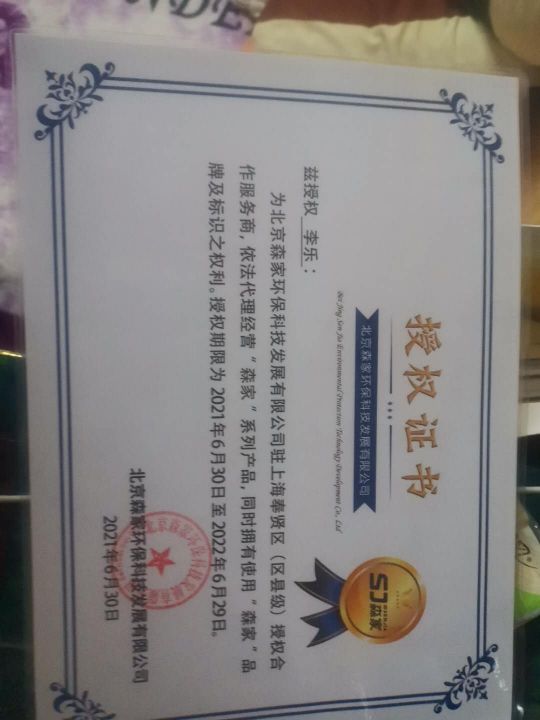 授权证书
北京森家环保科技发展有限公司
Bei Jing Sen Jia Environmental Protection Technology Development Co., Ltd
SJ森家
兹授权 李乐：
为北京森家环保科技发展有限公司驻上海奉贤区（区县级）授权合
作服务商，依法代理经营“森家”系列产品，同时拥有使用“森家”品
牌及标识之权利。授权期限为 2021年6月30日 至 2022年6月29日。
北京森家环保科技发展有限公司
2021年6月30日